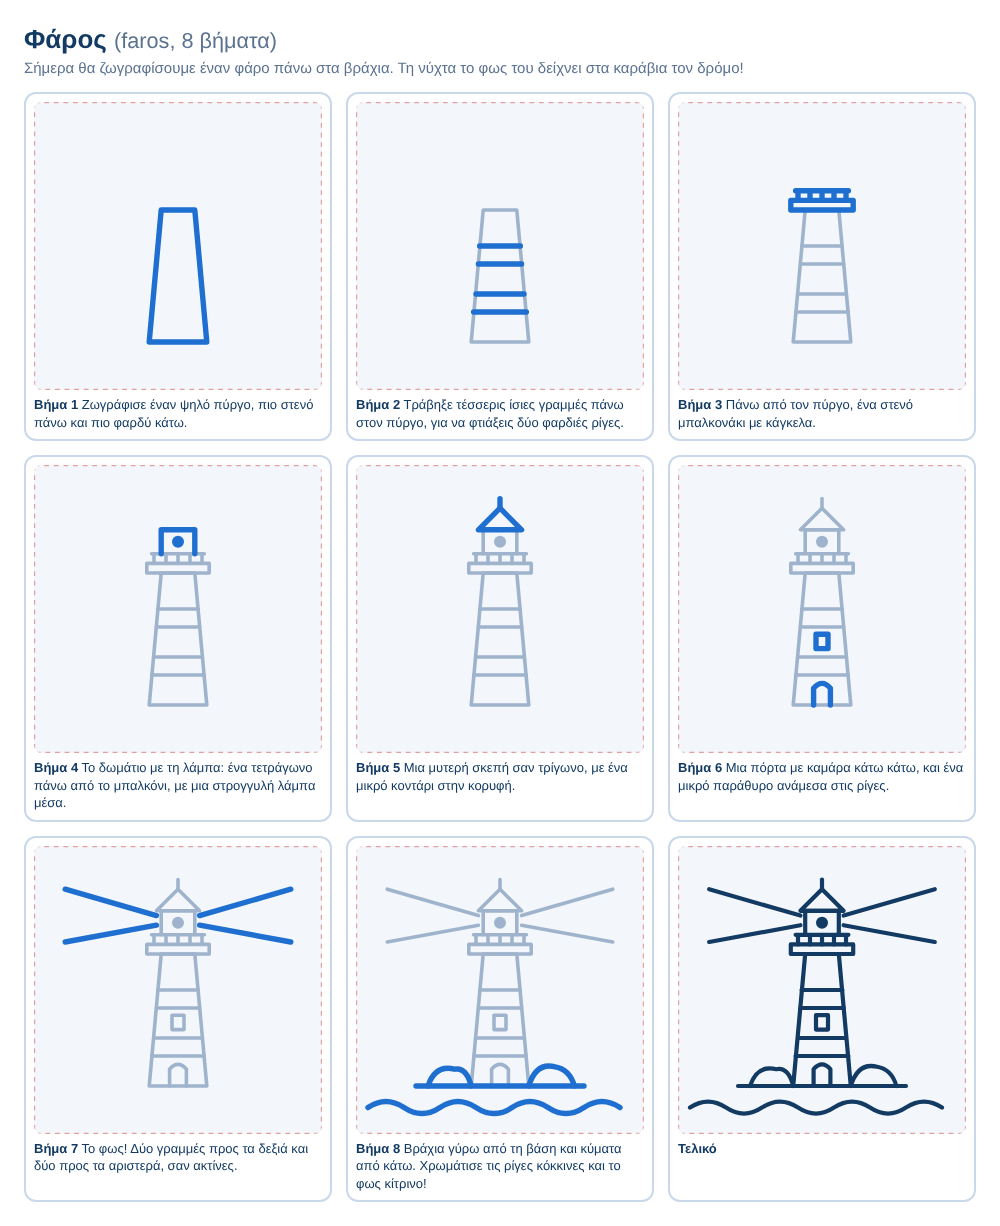 Φάρος (faros, 8 βήματα)
Σήμερα θα ζωγραφίσουμε έναν φάρο πάνω στα βράχια. Τη νύχτα το φως του δείχνει στα καράβια τον δρόμο!
Βήμα 1 Ζωγράφισε έναν ψηλό πύργο, πιο στενό
πάνω και πιο φαρδύ κάτω.
Βήμα 2 Τράβηξε τέσσερις ίσιες γραμμές πάνω
στον πύργο, για να φτιάξεις δύο φαρδιές ρίγες.
Βήμα 3 Πάνω από τον πύργο, ένα στενό
μπαλκονάκι με κάγκελα.
Βήμα 4 Το δωμάτιο με τη λάμπα: ένα τετράγωνο
πάνω από το μπαλκόνι, με μια στρογγυλή λάμπα
μέσα.
Βήμα 5 Μια μυτερή σκεπή σαν τρίγωνο, με ένα
μικρό κοντάρι στην κορυφή.
Βήμα 6 Μια πόρτα με καμάρα κάτω κάτω, και ένα
μικρό παράθυρο ανάμεσα στις ρίγες.
Βήμα 7 Το φως! Δύο γραμμές προς τα δεξιά και
δύο προς τα αριστερά, σαν ακτίνες.
Βήμα 8 Βράχια γύρω από τη βάση και κύματα
από κάτω. Χρωμάτισε τις ρίγες κόκκινες και το
φως κίτρινο!
Τελικό